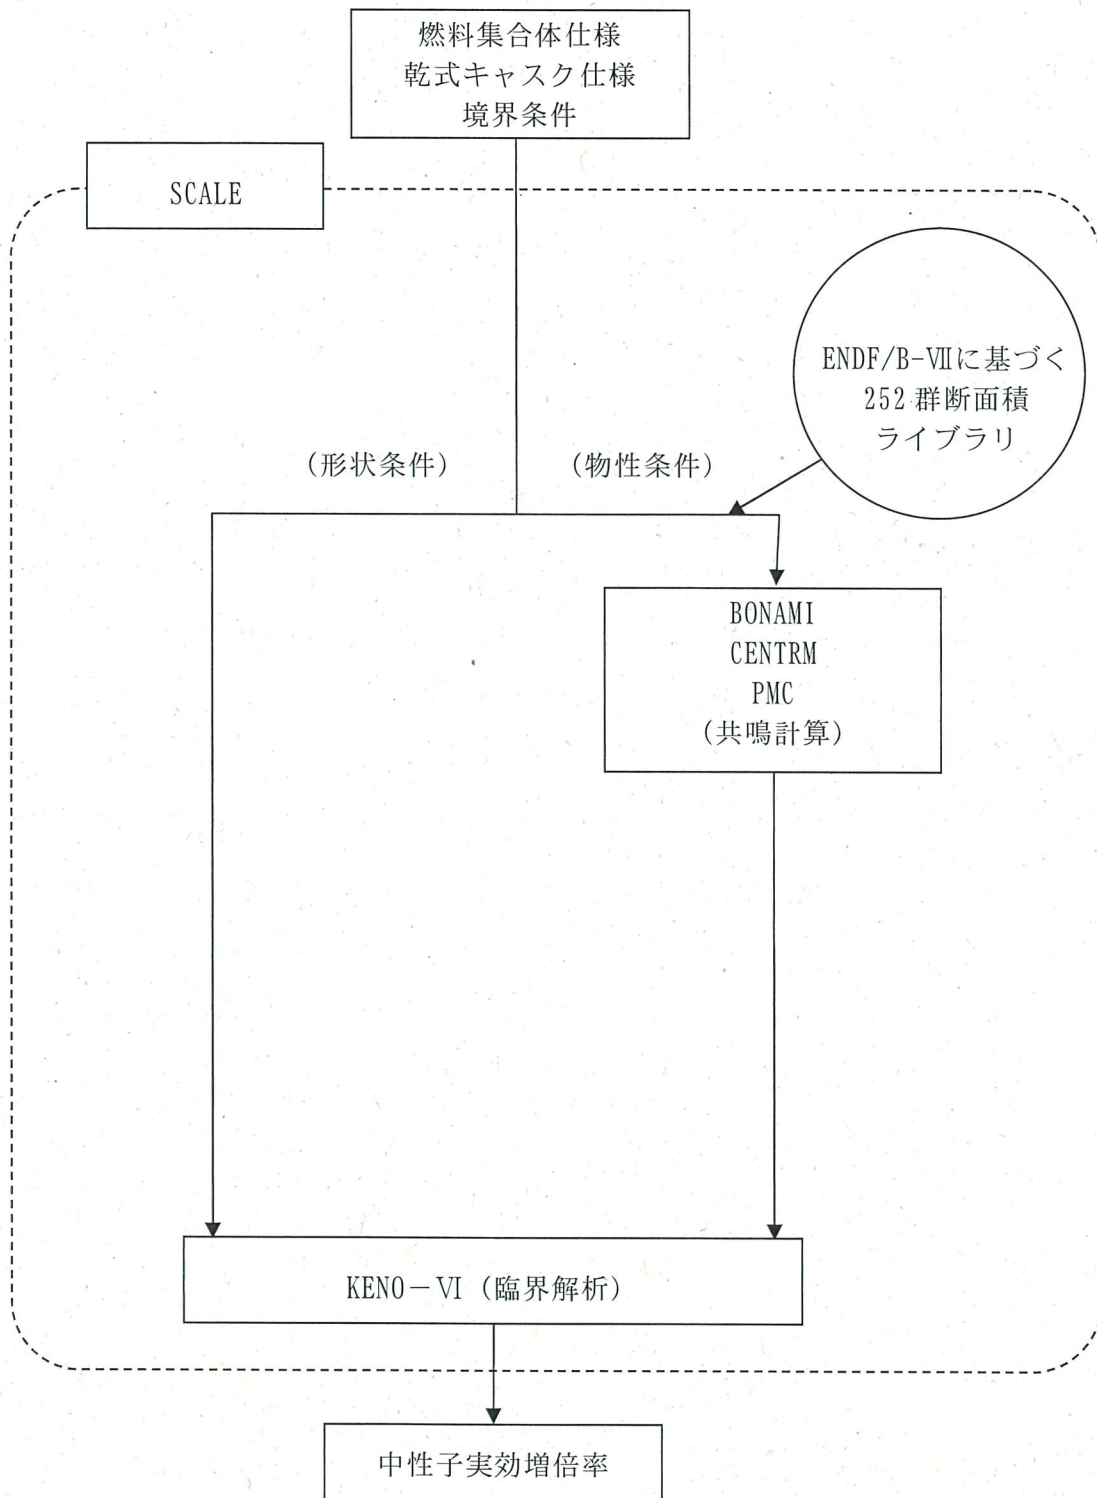 燃料集合体仕様
乾式キャスク仕様
境界条件
SCALE
ENDF/B-Ⅶに基づく
252群断面積
ライブラリ
(形状条件)
(物性条件)
BONAMI
CENTRM
PMC
(共鳴計算)
KENO－Ⅵ (臨界解析)
中性子実効増倍率